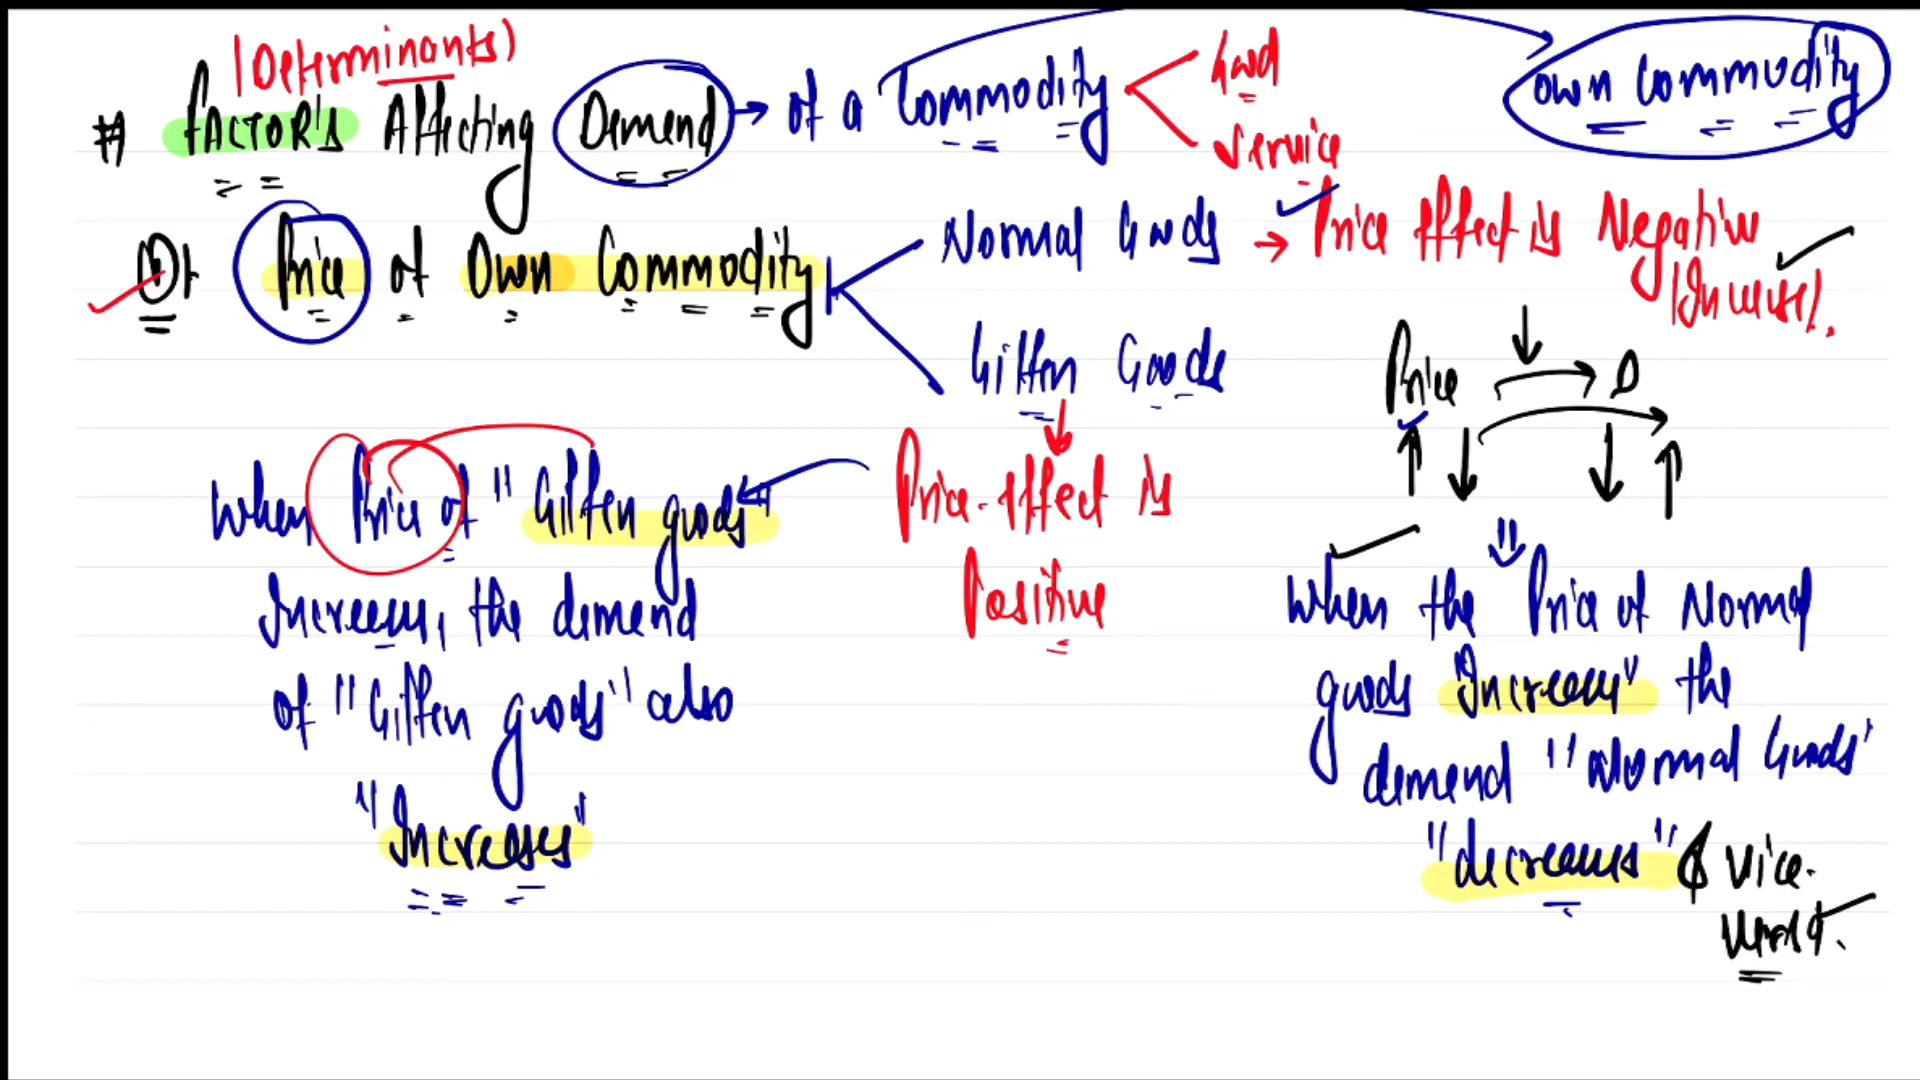 (Determinants)
# FACTOR's Affecting Demand → of a Commodity
Good
Service
own commodity
① Price of Own Commodity
Normal Goods → Price Effect is Negative
(Inverse).
Giffen Goods
Price → D
Price-effect is
Positive
When Price of "Giffen goods"
Increases, the demand
of "Giffen goods" also
"Increases"
When the Price of Normal
goods Increases" the
demand "Normal Goods'
"decreases" & Vice-
Versa.